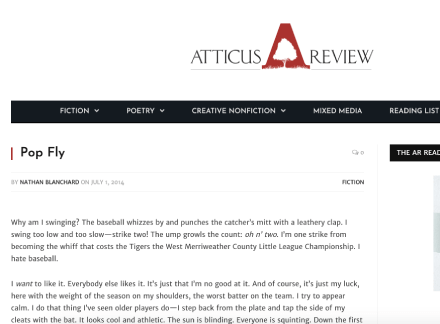 ATTICUS A REVIEW
FICTION POETRY CREATIVE NONFICTION MIXED MEDIA READING LIST
Pop Fly
0
THE AR READ
BY NATHAN BLANCHARD ON JULY 1, 2014
FICTION
Why am I swinging? The baseball whizzes by and punches the catcher's mitt with a leathery clap. I
swing too low and too slow—strike two! The ump growls the count: oh n' two. I'm one strike from
becoming the whiff that costs the Tigers the West Merriweather County Little League Championship. I
hate baseball.
I want to like it. Everybody else likes it. It's just that I'm no good at it. And of course, it's just my luck,
here with the weight of the season on my shoulders, the worst batter on the team. I try to appear
calm. I do that thing I've seen older players do—I step back from the plate and tap the side of my
cleats with the bat. It looks cool and athletic. The sun is blinding. Everyone is squinting. Down the first